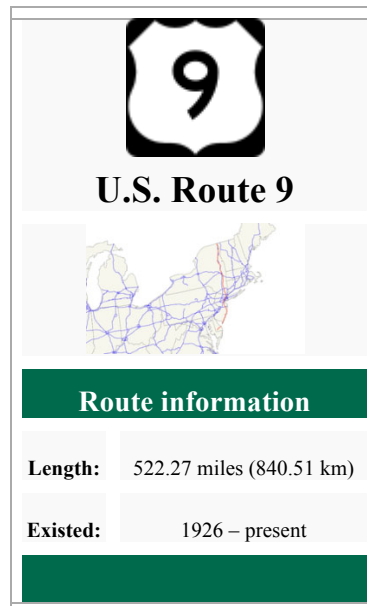 9
U.S. Route 9
Route information
Length: 522.27 miles (840.51 km)
Existed: 1926 – present